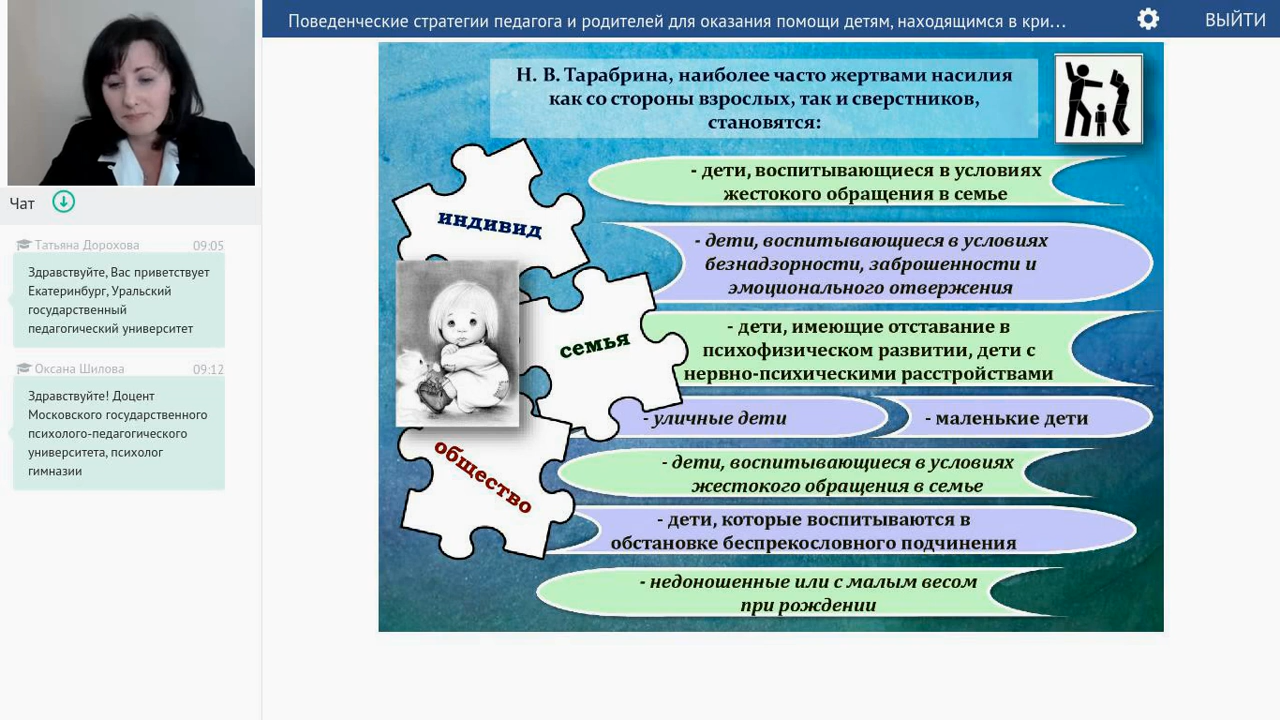 Поведенческие стратегии педагога и родителей для оказания помощи детям, находящимся в кри...
ВЫЙТИ
Чат
Татьяна Дорохова 09:05
Здравствуйте, Вас приветствует
Екатеринбург, Уральский
государственный
педагогический университет
Оксана Шилова 09:12
Здравствуйте! Доцент
Московского государственного
психолого-педагогического
университета, психолог
гимназии
Н. В. Тарабрина, наиболее часто жертвами насилия
как со стороны взрослых, так и сверстников,
становятся:
индивид
семья
общество
- дети, воспитывающиеся в условиях
жестокого обращения в семье
- дети, воспитывающиеся в условиях
безнадзорности, заброшенности и
эмоционального отвержения
- дети, имеющие отставание в
психофизическом развитии, дети с
нервно-психическими расстройствами
- уличные дети
- маленькие дети
- дети, воспитывающиеся в условиях
жестокого обращения в семье
- дети, которые воспитываются в
обстановке беспрекословного подчинения
- недоношенные или с малым весом
при рождении